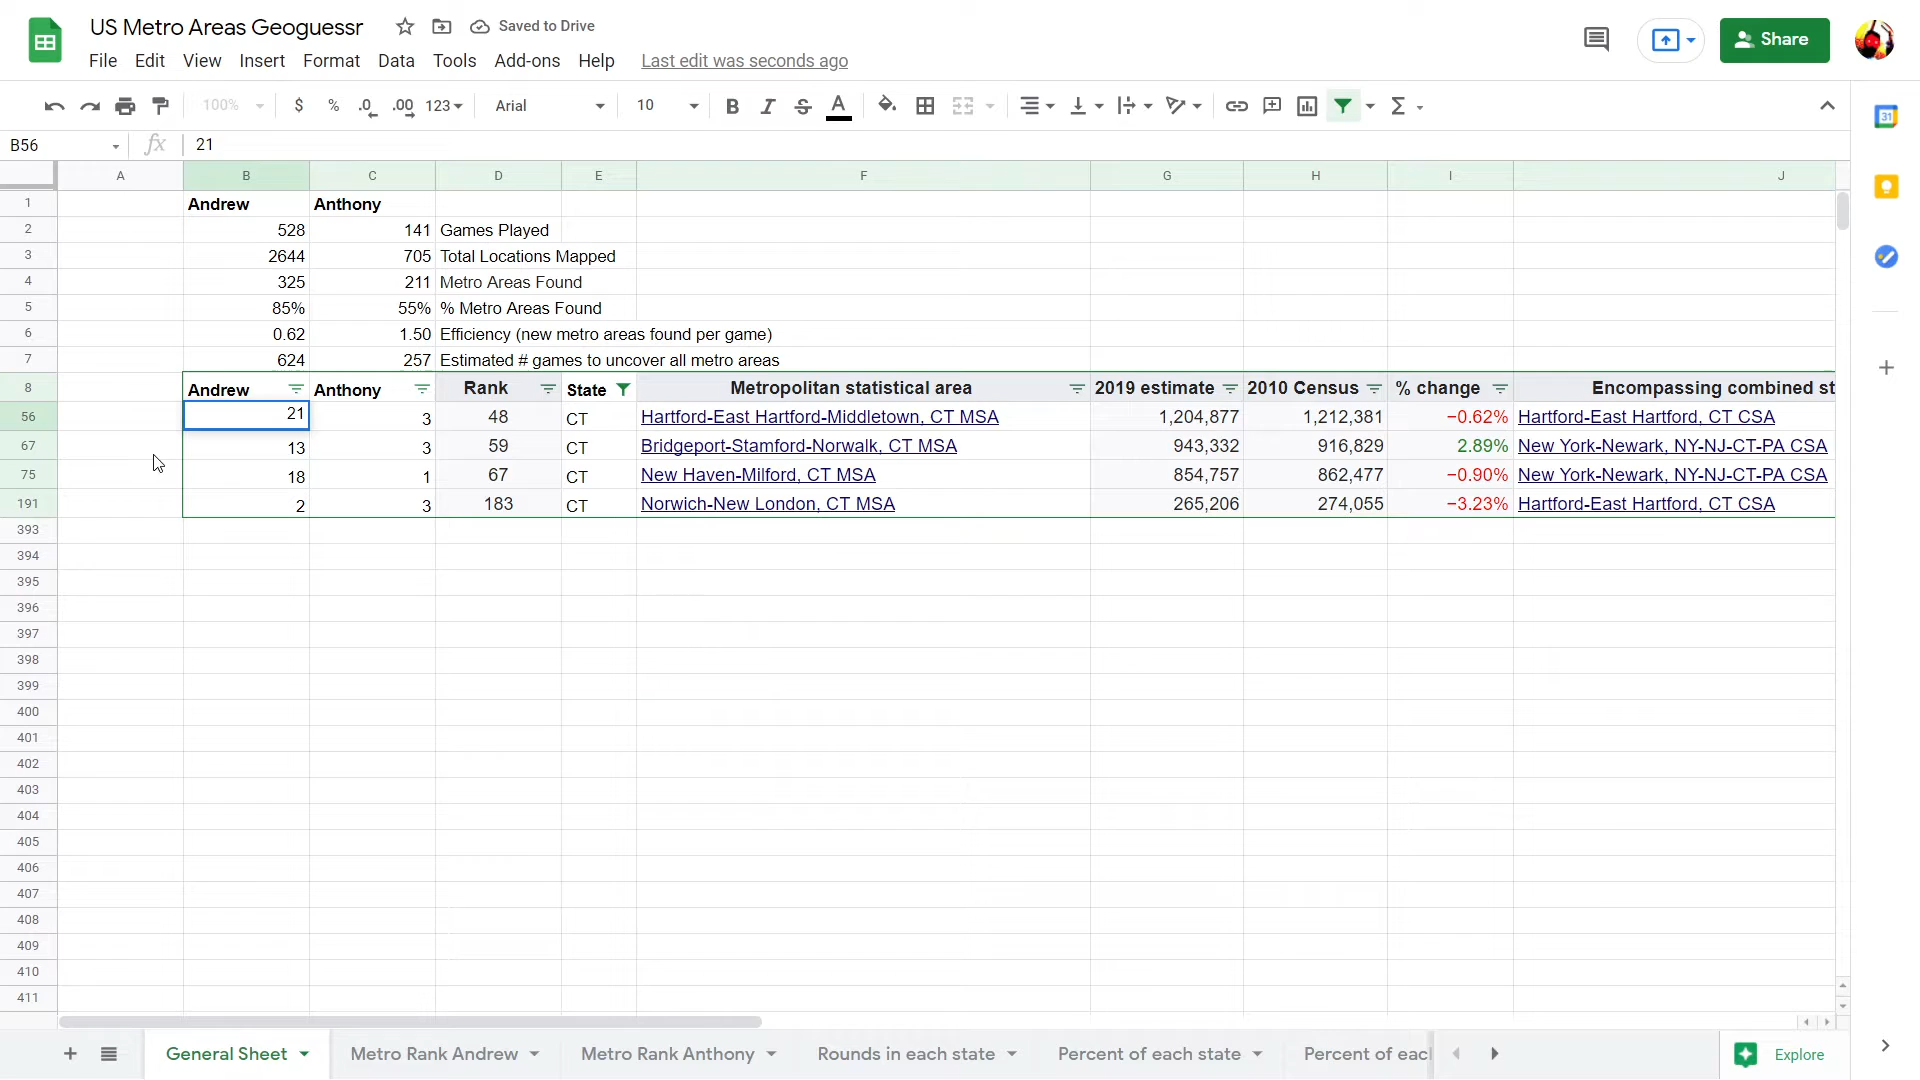 US Metro Areas Geoguessr Saved to Drive
File Edit View Insert Format Data Tools Add-ons Help Last edit was seconds ago
Share
100% $ % .0 .00 123 Arial 10 B I S A Σ
B56 fx 21
A B C D E F G H I J
1 Andrew Anthony
2 528 141 Games Played
3 2644 705 Total Locations Mapped
4 325 211 Metro Areas Found
5 85% 55% % Metro Areas Found
6 0.62 1.50 Efficiency (new metro areas found per game)
7 624 257 Estimated # games to uncover all metro areas
8 Andrew Anthony Rank State Metropolitan statistical area 2019 estimate 2010 Census % change Encompassing combined st
56 21 3 48 CT Hartford-East Hartford-Middletown, CT MSA 1,204,877 1,212,381 −0.62% Hartford-East Hartford, CT CSA
67 13 3 59 CT Bridgeport-Stamford-Norwalk, CT MSA 943,332 916,829 2.89% New York-Newark, NY-NJ-CT-PA CSA
75 18 1 67 CT New Haven-Milford, CT MSA 854,757 862,477 −0.90% New York-Newark, NY-NJ-CT-PA CSA
191 2 3 183 CT Norwich-New London, CT MSA 265,206 274,055 −3.23% Hartford-East Hartford, CT CSA
393
394
395
396
397
398
399
400
401
402
403
404
405
406
407
408
409
410
411
General Sheet Metro Rank Andrew Metro Rank Anthony Rounds in each state Percent of each state Percent of eacl Explore
31